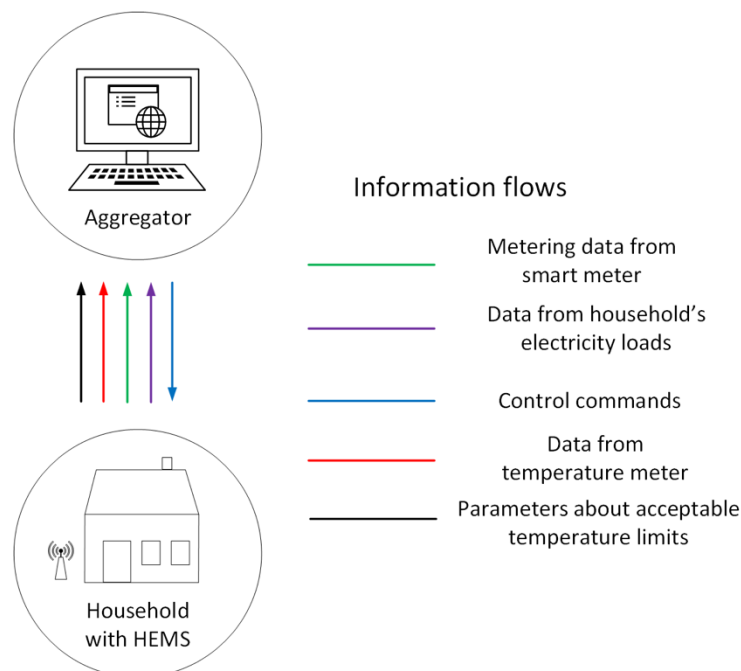 Aggregator
Information flows
Metering data from
smart meter
Data from household's
electricity loads
Control commands
Data from
temperature meter
Parameters about acceptable
temperature limits
Household
with HEMS